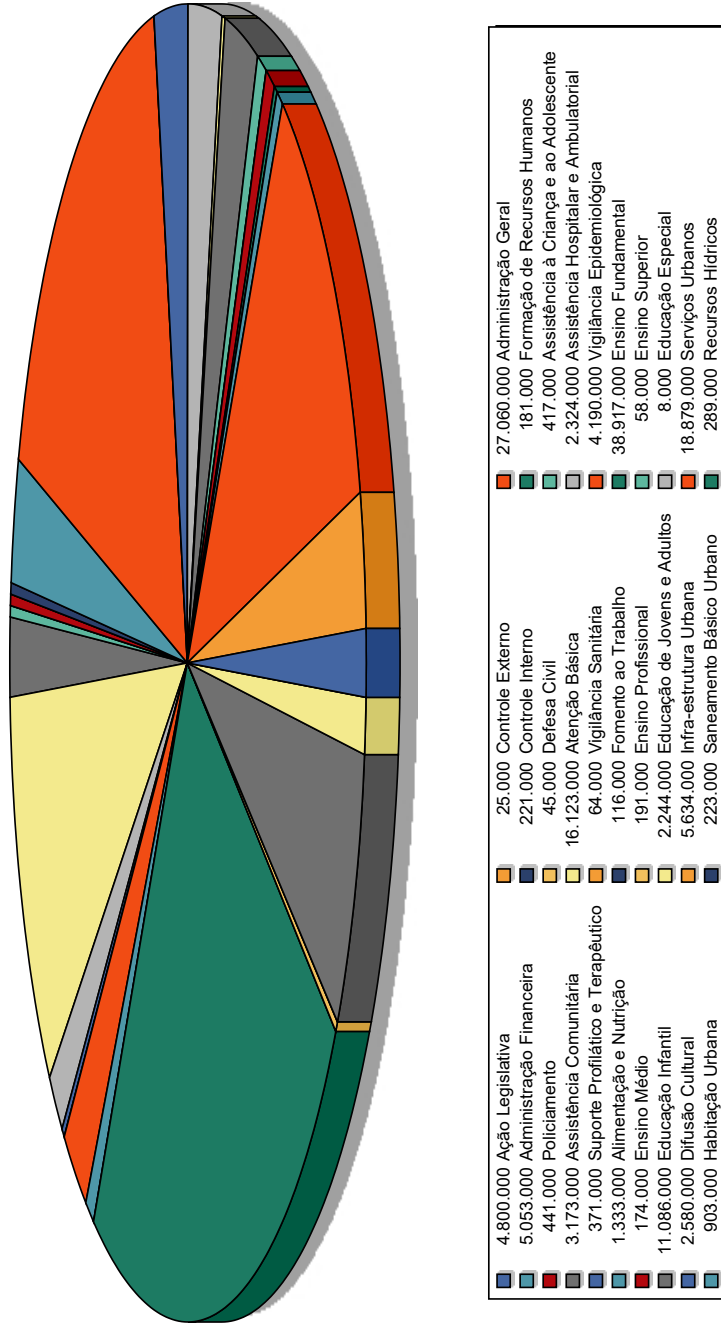 4.800.000 Ação Legislativa
25.000 Controle Externo
27.060.000 Administração Geral
5.053.000 Administração Financeira
221.000 Controle Interno
181.000 Formação de Recursos Humanos
441.000 Policiamento
45.000 Defesa Civil
417.000 Assistência à Criança e ao Adolescente
3.173.000 Assistência Comunitária
16.123.000 Atenção Básica
2.324.000 Assistência Hospitalar e Ambulatorial
371.000 Suporte Profilático e Terapêutico
64.000 Vigilância Sanitária
4.190.000 Vigilância Epidemiológica
1.333.000 Alimentação e Nutrição
116.000 Fomento ao Trabalho
38.917.000 Ensino Fundamental
174.000 Ensino Médio
191.000 Ensino Profissional
58.000 Ensino Superior
11.086.000 Educação Infantil
2.244.000 Educação de Jovens e Adultos
8.000 Educação Especial
2.580.000 Difusão Cultural
5.634.000 Infra-estrutura Urbana
18.879.000 Serviços Urbanos
903.000 Habitação Urbana
223.000 Saneamento Básico Urbano
289.000 Recursos Hídricos